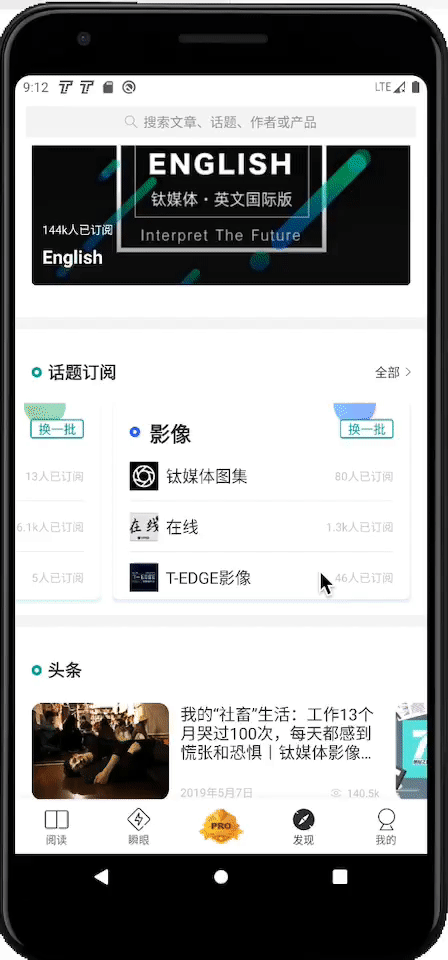 9:12
LTE
搜索文章、话题、作者或产品
ENGLISH
钛媒体·英文国际版
Interpret The Future
144k人已订阅
English
话题订阅
全部
换一批
13人已订阅
6.1k人已订阅
5人已订阅
影像
换一批
钛媒体图集
80人已订阅
在线
在线
1.3k人已订阅
T-EDGE影像
46人已订阅
头条
我的“社畜”生活：工作13个
月哭过100次，每天都感到
慌张和恐惧丨钛媒体影像...
2019年5月7日
140.5k
阅读
瞬眼
PRO
发现
我的